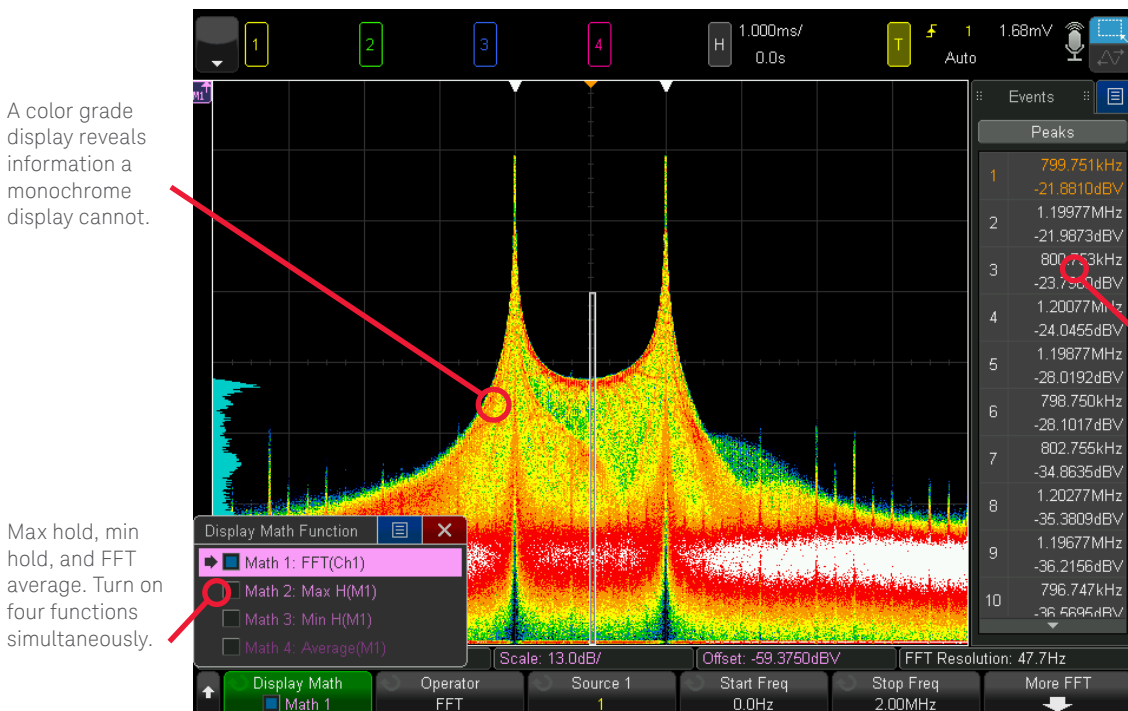 1
2
3
4
H
1.000ms/
0.0s
T
1
Auto
1.68mV
M1
A color grade
display reveals
information a
monochrome
display cannot.
Max hold, min
hold, and FFT
average. Turn on
four functions
simultaneously.
Events
Peaks
1 799.751kHz
-21.8810dBV
2 1.19977MHz
-21.9873dBV
3 800.753kHz
4 1.20077MHz
-24.0455dBV
5 1.19877MHz
-28.0192dBV
6 798.750kHz
-28.1017dBV
7 802.755kHz
-34.8635dBV
8 1.20277MHz
-35.3809dBV
9 1.19677MHz
-36.2156dBV
10 796.747kHz
-36.5695dBV
Display Math Function
Math 1: FFT(Ch1)
Math 2: Max H(M1)
Math 3: Min H(M1)
Math 4: Average(M1)
Scale: 13.0dB/
Offset: -59.3750dBV
FFT Resolution: 47.7Hz
Display Math
Math 1
Operator
FFT
Source 1
1
Start Freq
0.0Hz
Stop Freq
2.00MHz
More FFT